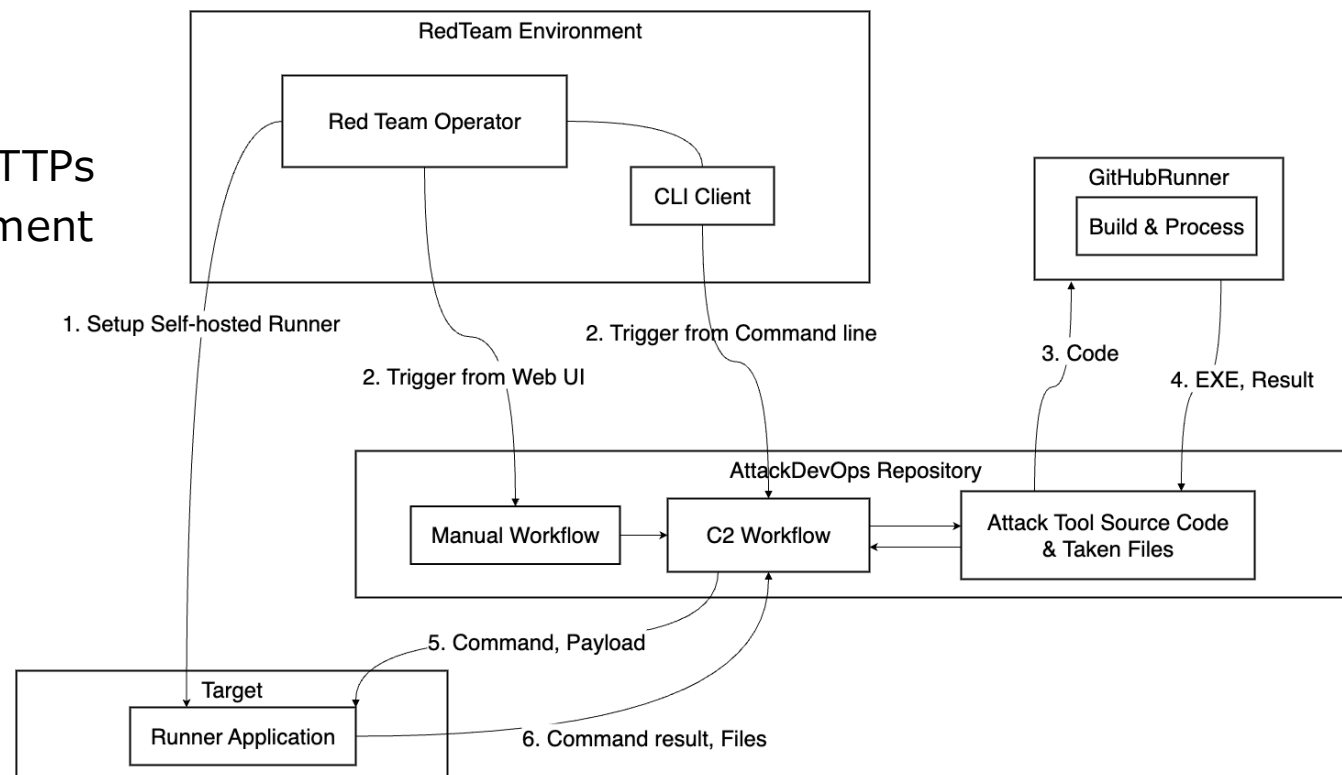 RedTeam Environment
Red Team Operator
TTPs
CLI Client
GitHubRunner
Build & Process
1. Setup Self-hosted Runner
2. Trigger from Command line
2. Trigger from Web UI
3. Code
4. EXE, Result
AttackDevOps Repository
Manual Workflow
C2 Workflow
Attack Tool Source Code
& Taken Files
5. Command, Payload
Target
Runner Application
6. Command result, Files